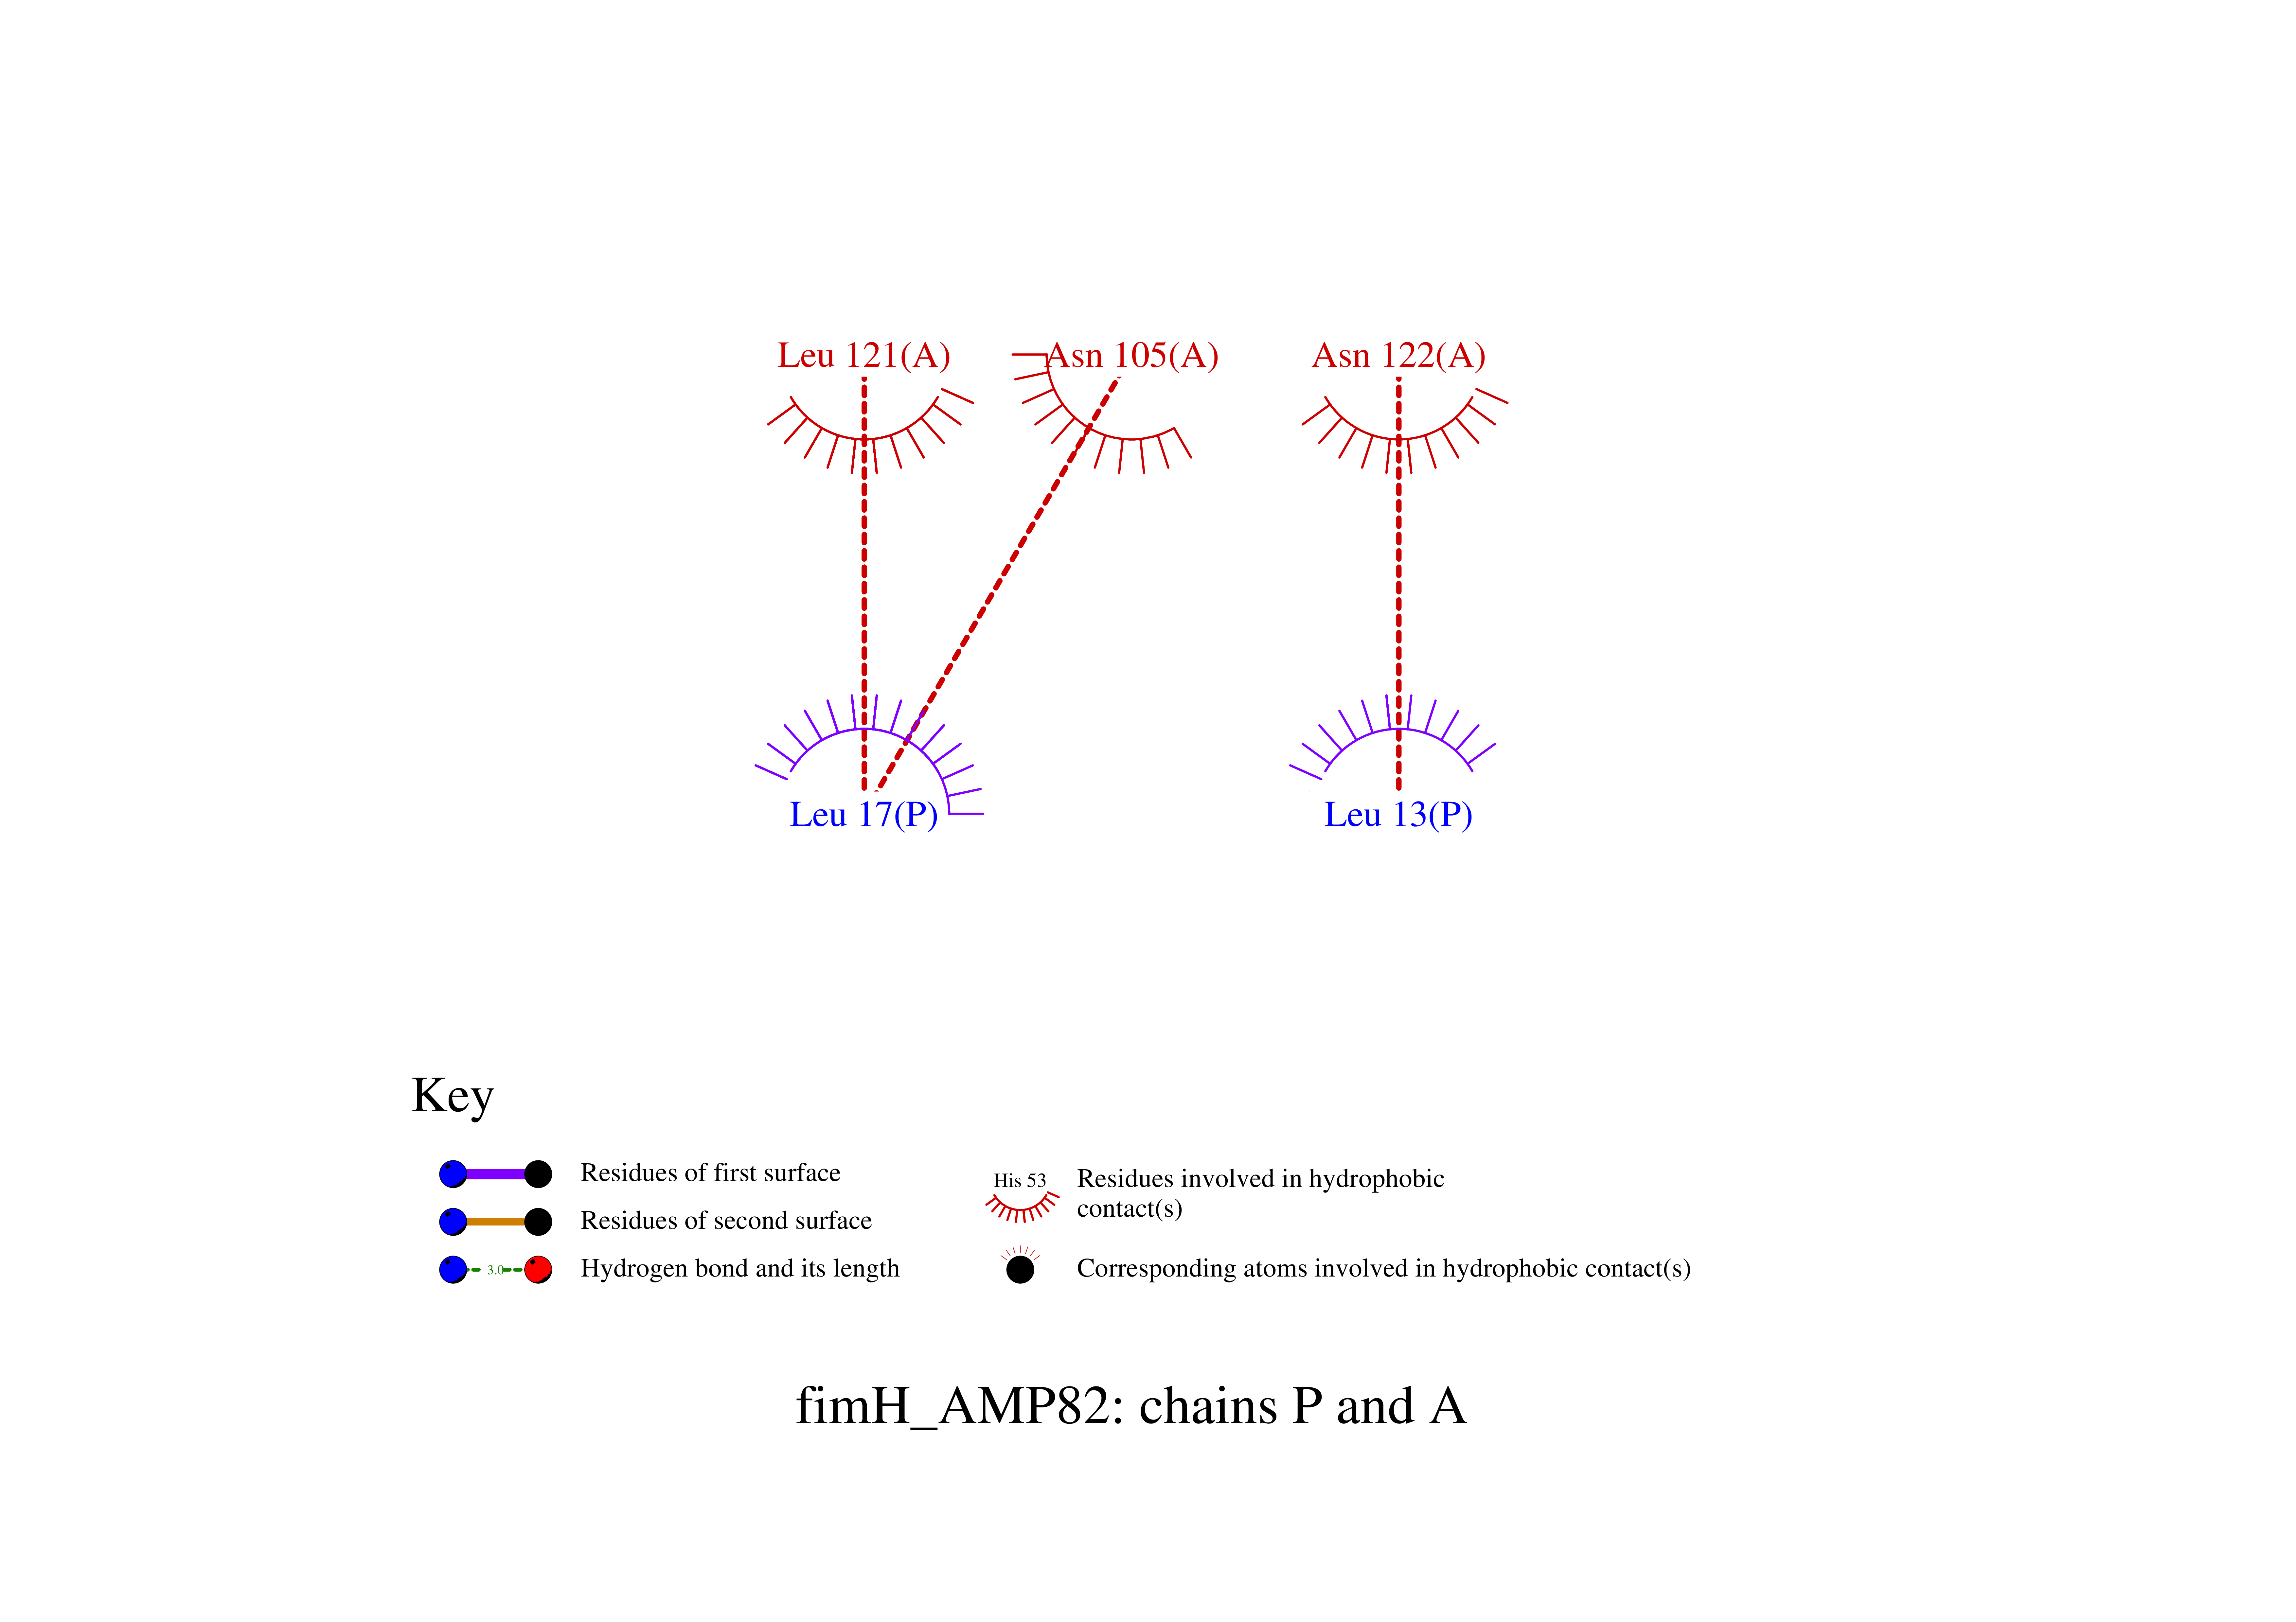 Leu 121(A) Asn 105(A) Asn 122(A)
Leu 17(P) Leu 13(P)
Key
Residues of first surface
Residues of second surface
3.0 Hydrogen bond and its length
His 53 Residues involved in hydrophobic
contact(s)
Corresponding atoms involved in hydrophobic contact(s)
fimH_AMP82: chains P and A